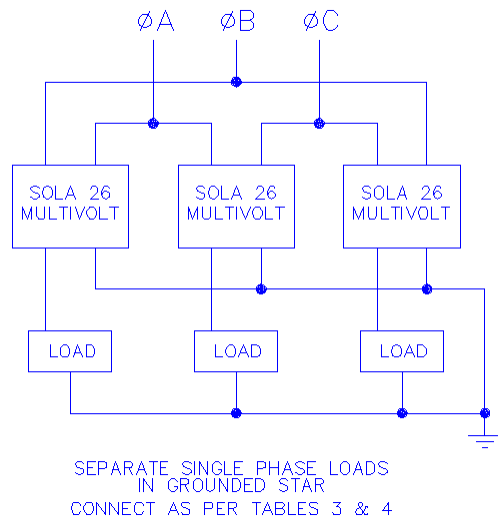 øA øB øC
SOLA 26 SOLA 26 SOLA 26
MULTIVOLT MULTIVOLT MULTIVOLT
LOAD LOAD LOAD
SEPARATE SINGLE PHASE LOADS
IN GROUNDED STAR
CONNECT AS PER TABLES 3 & 4